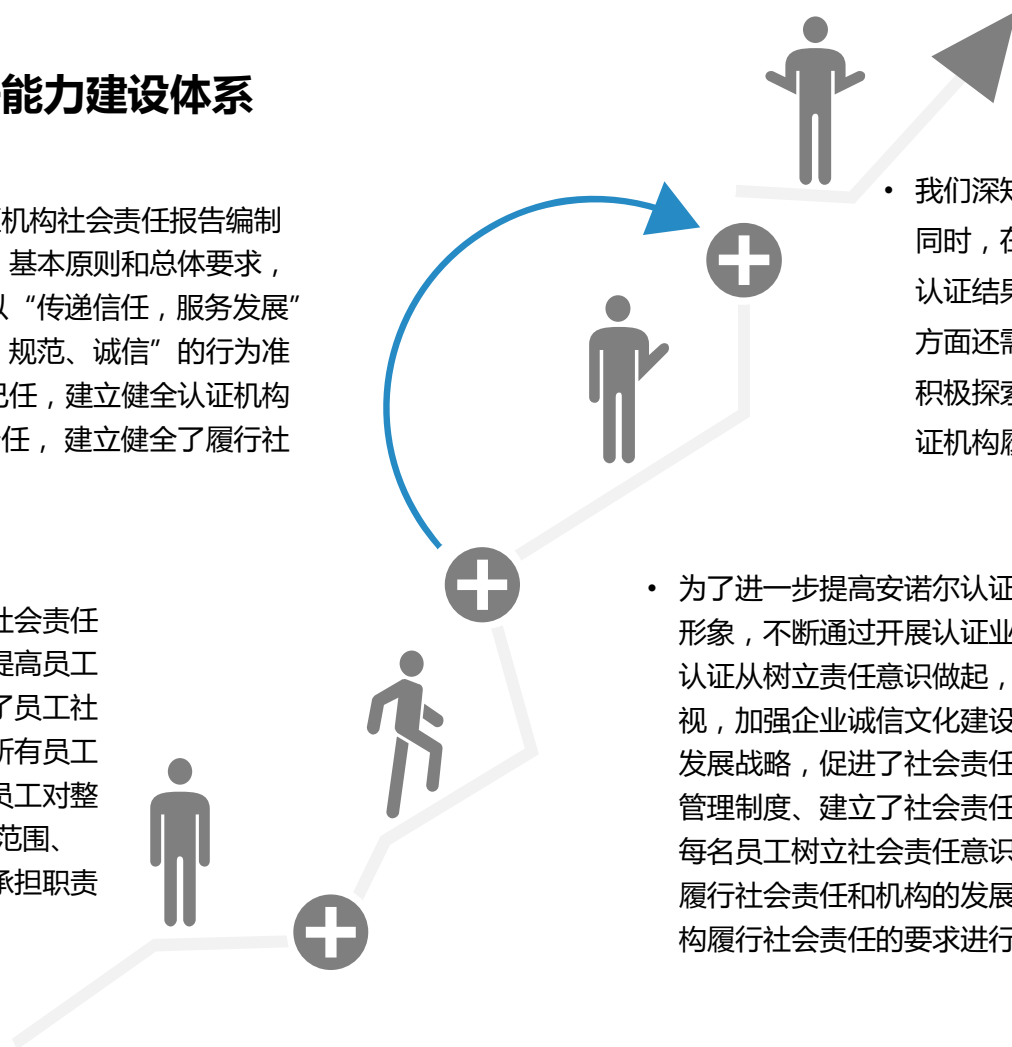 能力建设体系
机构社会责任报告编制
基本原则和总体要求，
以“传递信任，服务发展”
规范、诚信”的行为准
己任，建立健全认证机构
任， 建立健全了履行社
社会责任
提高员工
了员工社
所有员工
员工对整
范围、
承担职责
• 我们深知
同时，在
认证结果
方面还需
积极探索
证机构履
• 为了进一步提高安诺尔认证
形象，不断通过开展认证业
认证从树立责任意识做起，
视，加强企业诚信文化建设
发展战略，促进了社会责任
管理制度、建立了社会责任
每名员工树立社会责任意识
履行社会责任和机构的发展
构履行社会责任的要求进行